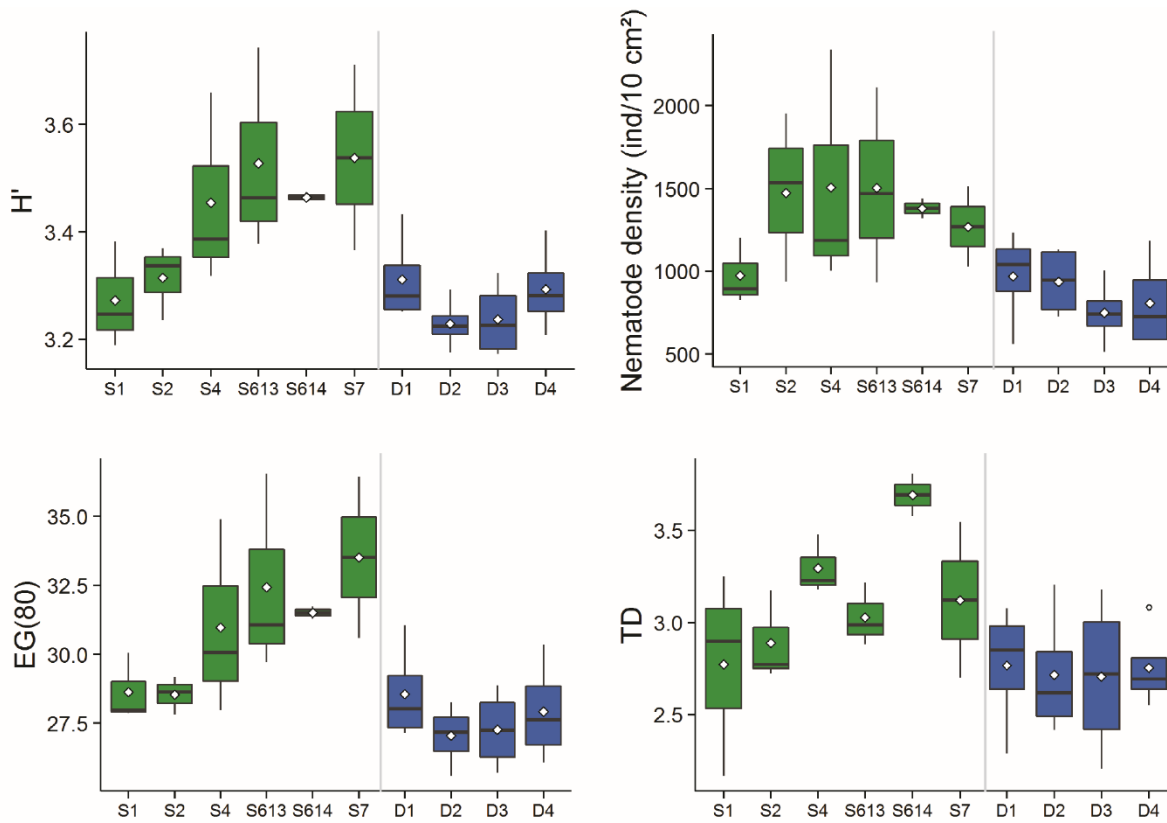 H'
3.6
3.4
3.2
S1 S2 S4 S613 S614 S7 D1 D2 D3 D4
Nematode density (ind/10 cm²)
2000
1500
1000
500
S1 S2 S4 S613 S614 S7 D1 D2 D3 D4
EG(80)
35.0
32.5
30.0
27.5
S1 S2 S4 S613 S614 S7 D1 D2 D3 D4
TD
3.5
3.0
2.5
S1 S2 S4 S613 S614 S7 D1 D2 D3 D4